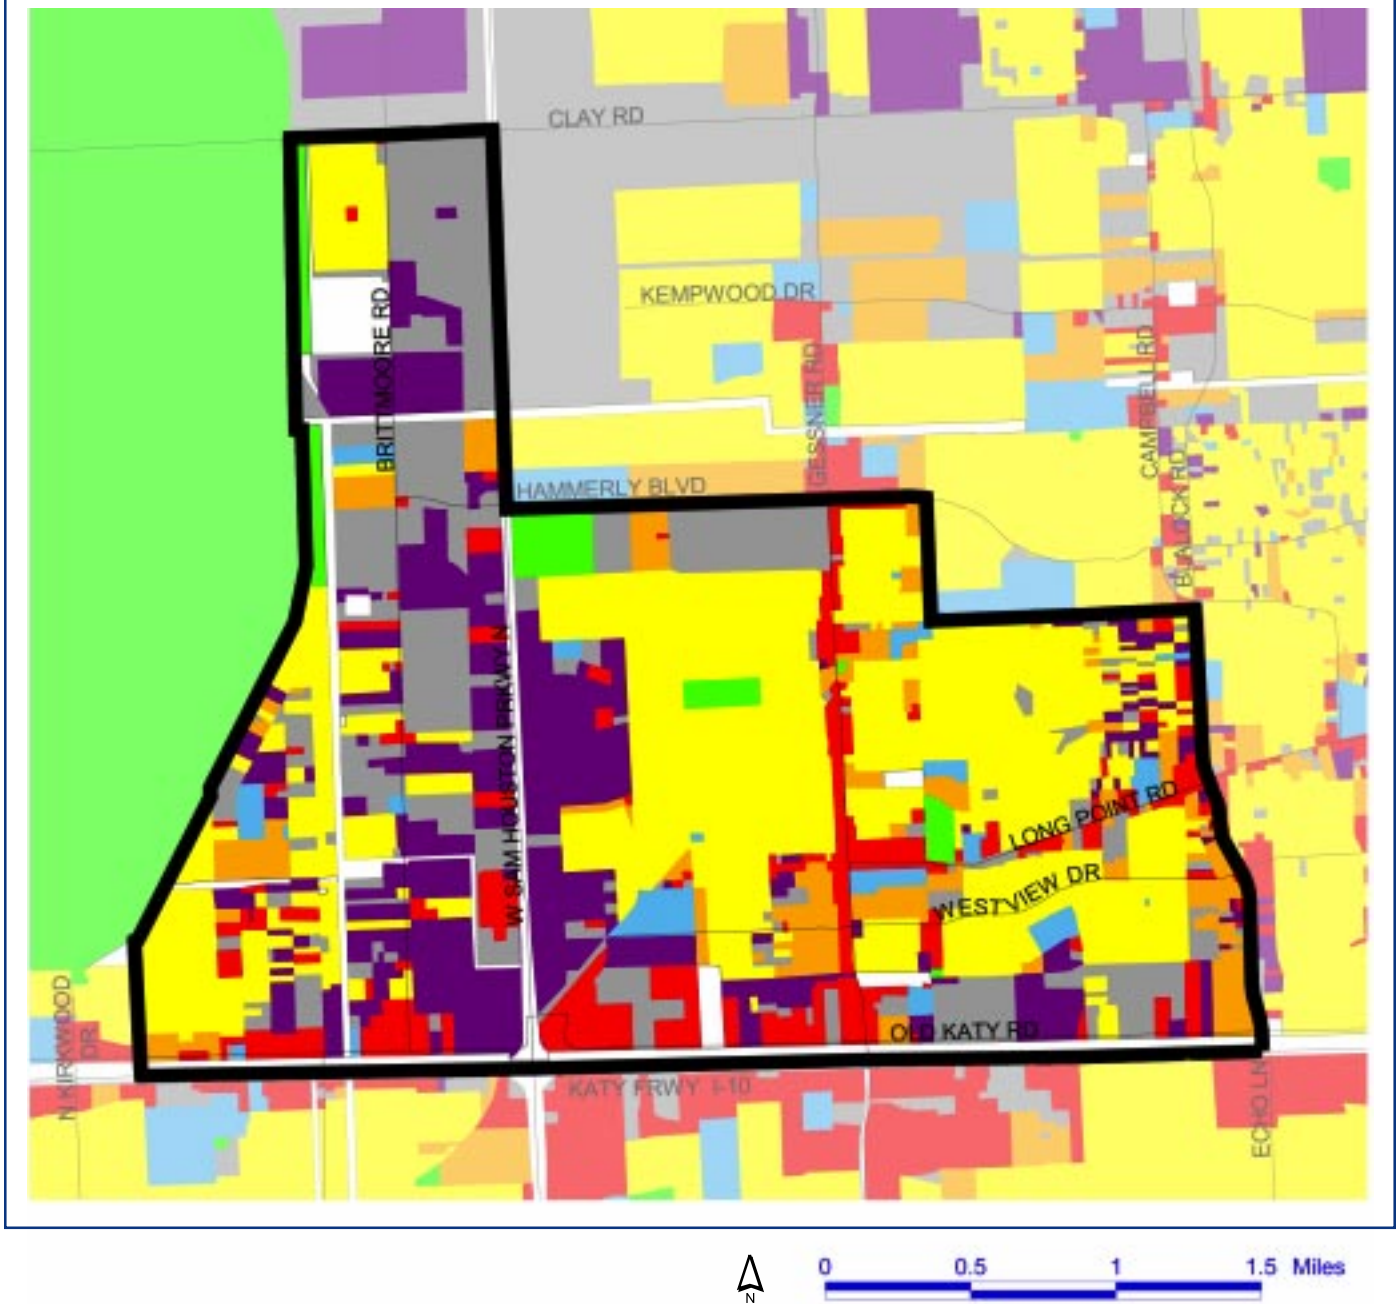 CLAY RD
KEMPWOOD DR
BRITTMOORE RD
GESSNER RD
CAMPBELL RD
BLALOCK RD
HAMMERLY BLVD
W SAM HOUSTON PRKWY N
LONG POINT RD
WESTVIEW DR
N KIRKWOOD
DR
OLD KATY RD
KATY FRWY I-10
ECHO LN
N
0 0.5 1 1.5 Miles